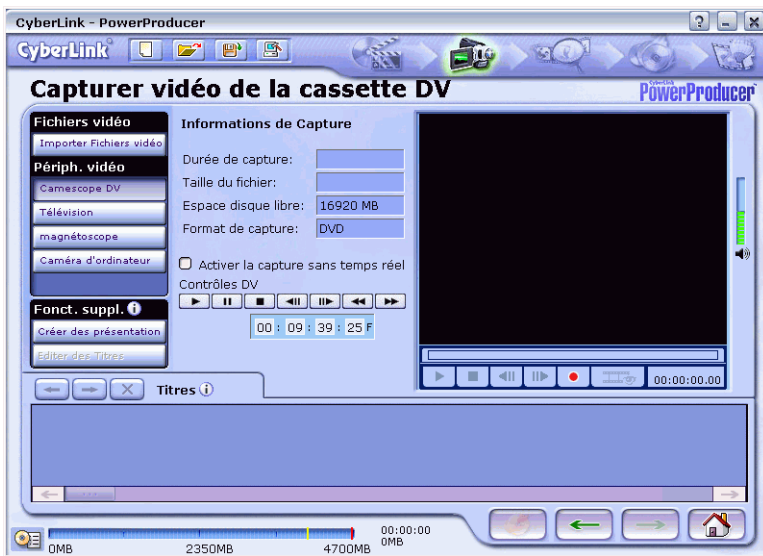 CyberLink - PowerProducer
CyberLink
Capturer vidéo de la cassette DV
CyberLink
PowerProducer
Fichiers vidéo
Importer Fichiers vidéo
Périph. vidéo
Camescope DV
Télévision
magnétoscope
Caméra d'ordinateur
Fonct. suppl.
Créer des présentation
Editer des Titres
Informations de Capture
Durée de capture:
Taille du fichier:
Espace disque libre: 16920 MB
Format de capture: DVD
Activer la capture sans temps réel
Contrôles DV
00 : 09 : 39 : 25 F
00:00:00.00
Titres
0MB
2350MB
4700MB
00:00:00
0MB